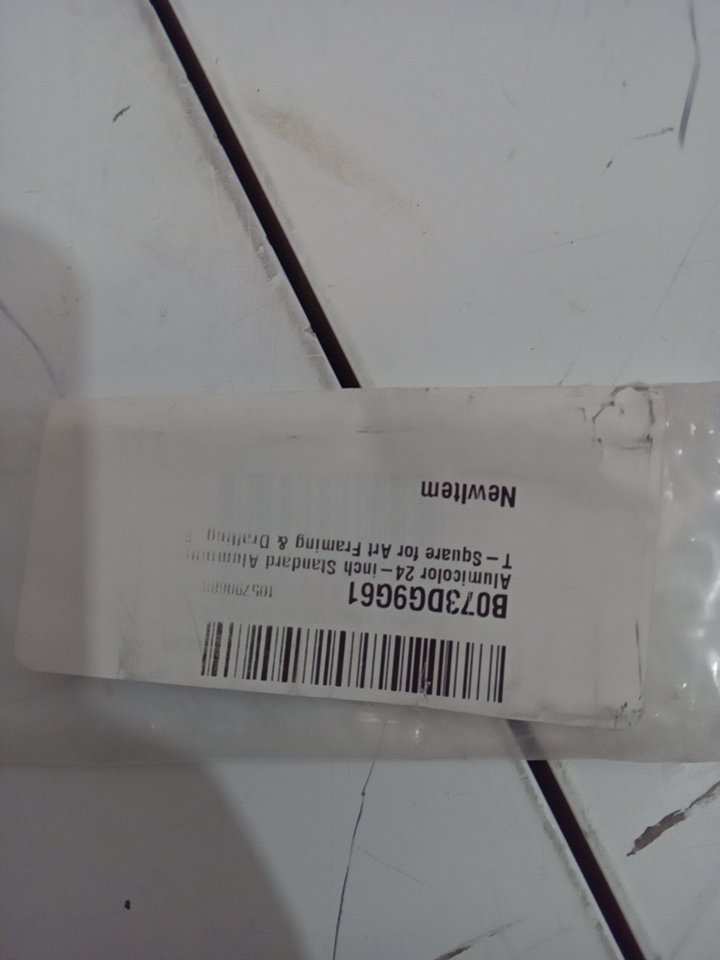 B073DG9G61
Alumicolor 24-inch Standard
T-Square for Art Framing & Drafting
NewItem